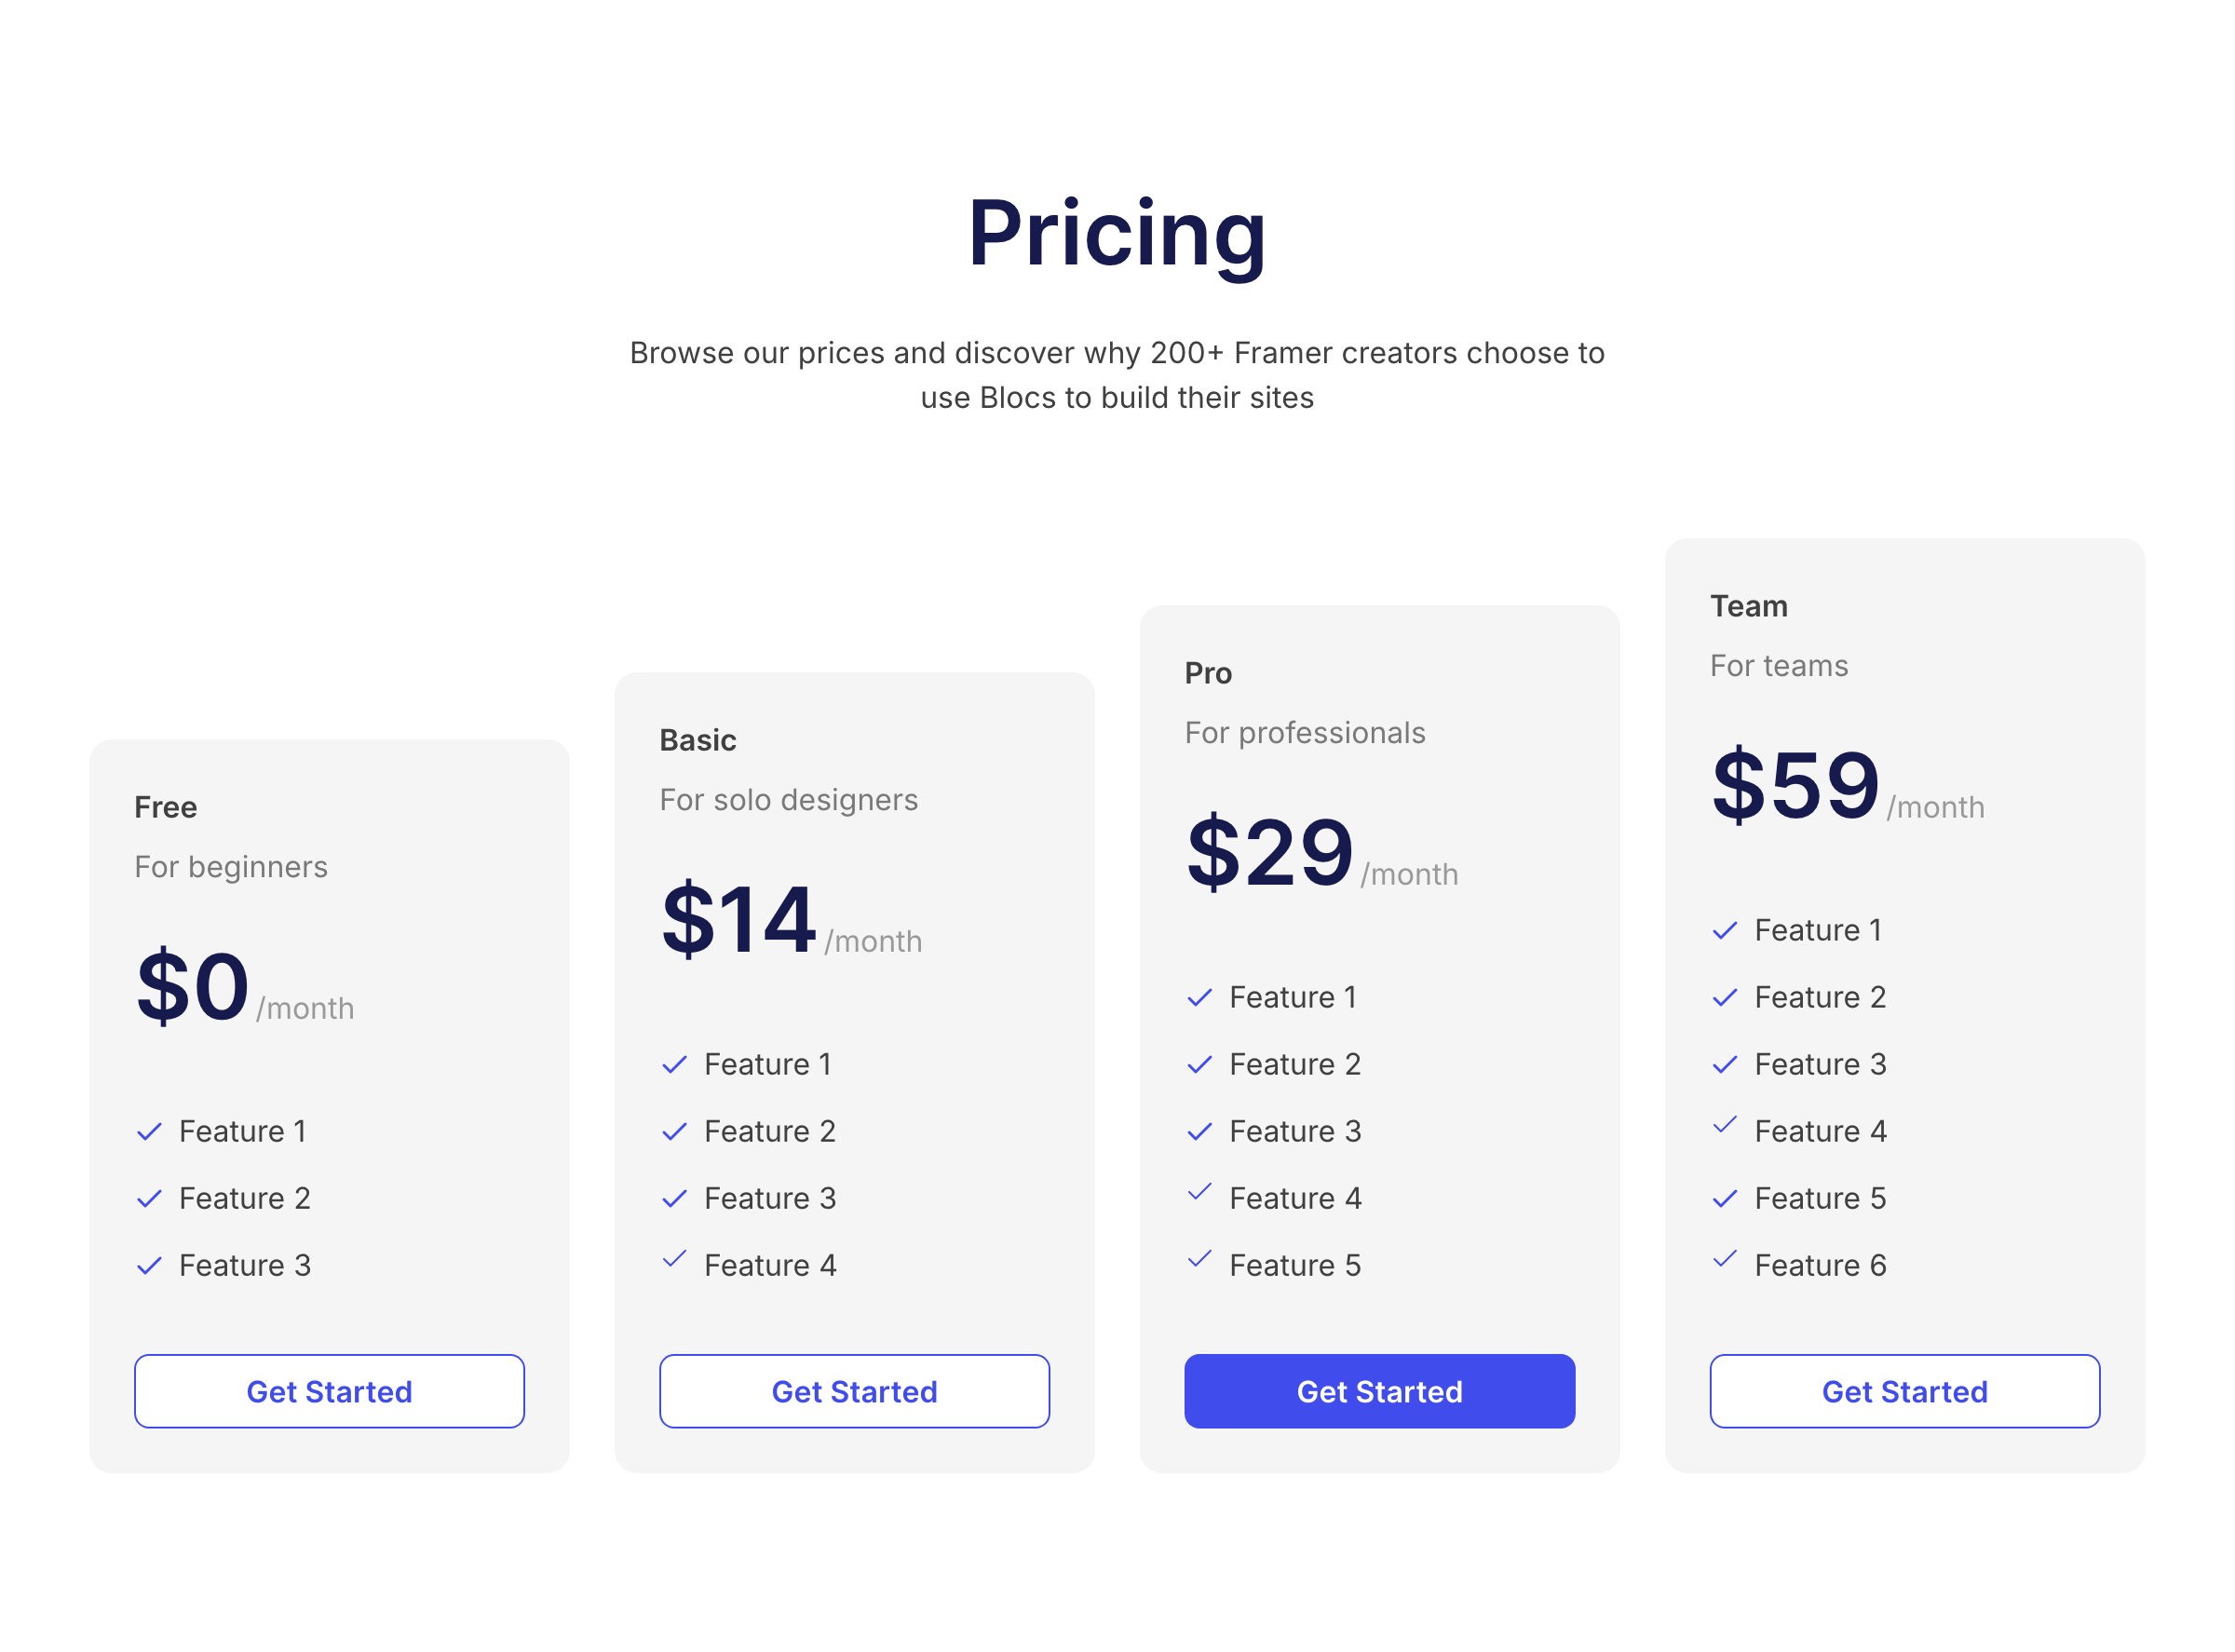 Pricing
Browse our prices and discover why 200+ Framer creators choose to
use Blocs to build their sites
Free
For beginners
$0/month
Feature 1
Feature 2
Feature 3
Get Started
Basic
For solo designers
$14/month
Feature 1
Feature 2
Feature 3
Feature 4
Get Started
Pro
For professionals
$29/month
Feature 1
Feature 2
Feature 3
Feature 4
Feature 5
Get Started
Team
For teams
$59/month
Feature 1
Feature 2
Feature 3
Feature 4
Feature 5
Feature 6
Get Started